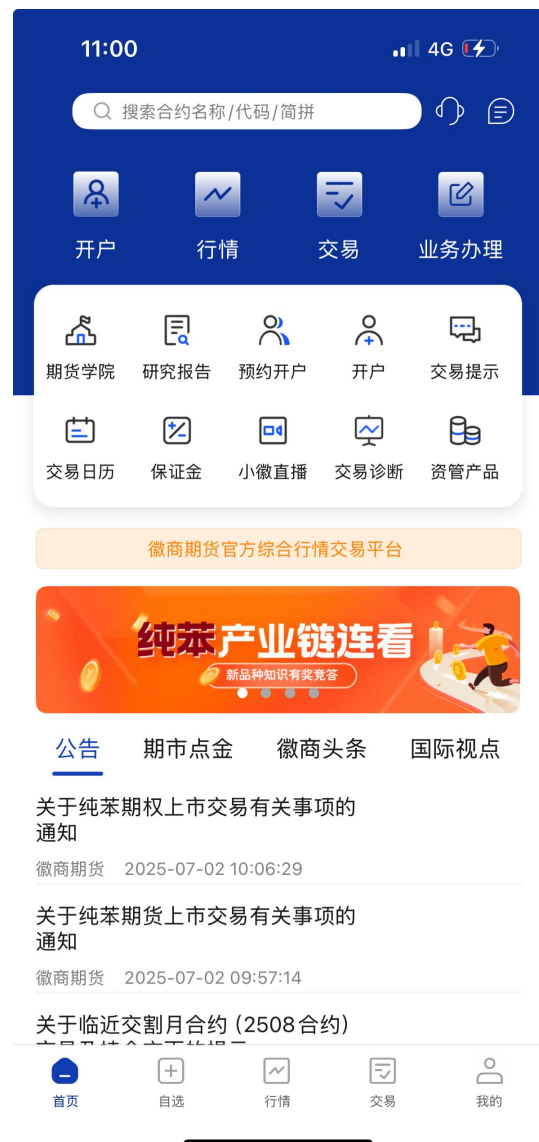 11:00
4G
搜索合约名称/代码/简拼
开户 行情 交易 业务办理
期货学院 研究报告 预约开户 开户 交易提示
交易日历 保证金 小徽直播 交易诊断 资管产品
徽商期货官方综合行情交易平台
纯苯产业链连看
新品种知识有奖竞答
公告 期市点金 徽商头条 国际视点
关于纯苯期权上市交易有关事项的
通知
徽商期货 2025-07-02 10:06:29
关于纯苯期货上市交易有关事项的
通知
徽商期货 2025-07-02 09:57:14
关于临近交割月合约 (2508合约)
首页 自选 行情 交易 我的